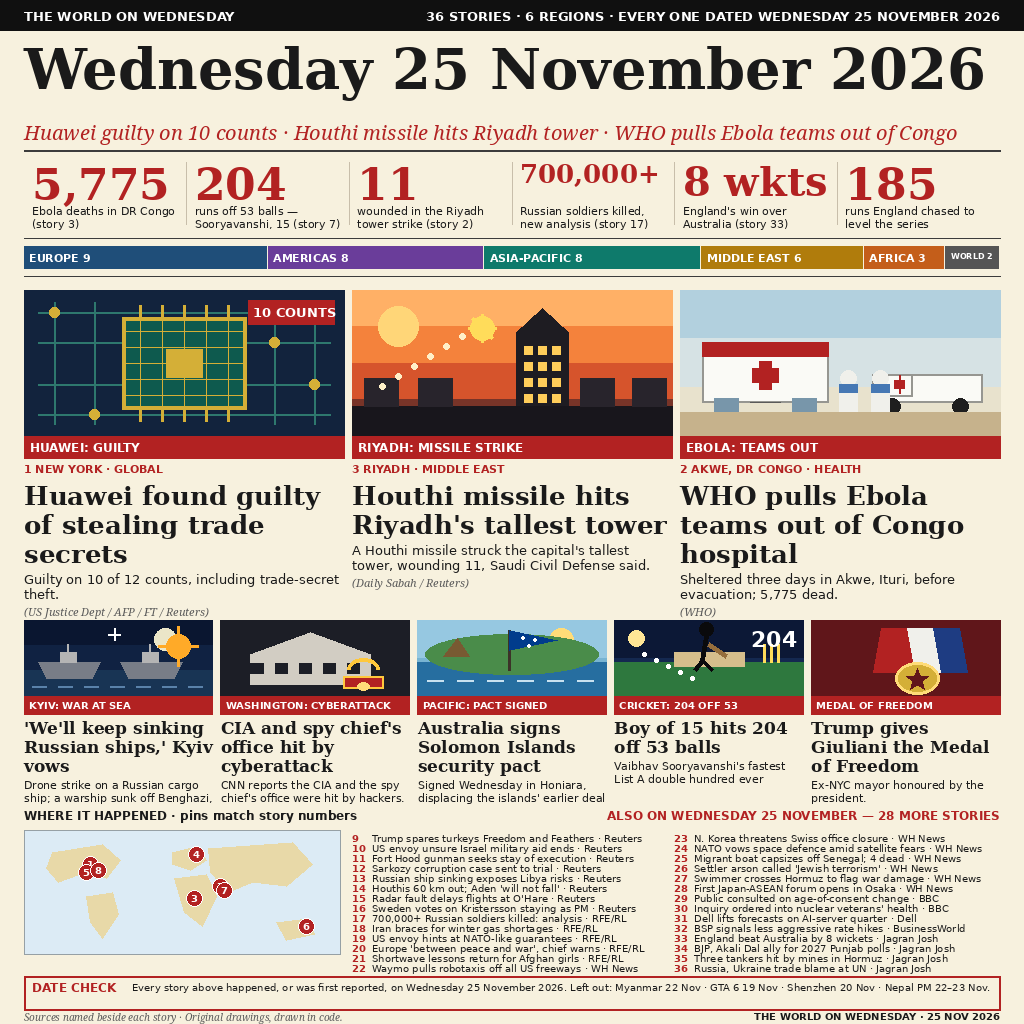 THE WORLD ON WEDNESDAY
36 STORIES · 6 REGIONS · EVERY ONE DATED WEDNESDAY 25 NOVEMBER 2026
Wednesday 25 November 2026
Huawei guilty on 10 counts · Houthi missile hits Riyadh tower · WHO pulls Ebola teams out of Congo
5,775
Ebola deaths in DR Congo
(story 3)
204
runs off 53 balls —
Sooryavanshi, 15 (story 7)
11
wounded in the Riyadh
tower strike (story 2)
700,000+
Russian soldiers killed,
new analysis (story 17)
8 wkts
England's win over
Australia (story 33)
185
runs England chased to
level the series
EUROPE 9
AMERICAS 8
ASIA-PACIFIC 8
MIDDLE EAST 6
AFRICA 3
WORLD 2
10 COUNTS
HUAWEI: GUILTY
1 NEW YORK · GLOBAL
Huawei found guilty
of stealing trade
secrets
Guilty on 10 of 12 counts, including trade-secret
theft.
(US Justice Dept / AFP / FT / Reuters)
RIYADH: MISSILE STRIKE
3 RIYADH · MIDDLE EAST
Houthi missile hits
Riyadh's tallest tower
A Houthi missile struck the capital's tallest
tower, wounding 11, Saudi Civil Defense said.
(Daily Sabah / Reuters)
EBOLA: TEAMS OUT
2 AKWE, DR CONGO · HEALTH
WHO pulls Ebola
teams out of Congo
hospital
Sheltered three days in Akwe, Ituri, before
evacuation; 5,775 dead.
(WHO)
KYIV: WAR AT SEA
'We'll keep sinking
Russian ships,' Kyiv
vows
Drone strike on a Russian cargo
ship; a warship sunk off Benghazi,
WASHINGTON: CYBERATTACK
CIA and spy chief's
office hit by
cyberattack
CNN reports the CIA and the spy
chief's office were hit by hackers.
PACIFIC: PACT SIGNED
Australia signs
Solomon Islands
security pact
Signed Wednesday in Honiara,
displacing the islands' earlier deal
204
CRICKET: 204 OFF 53
Boy of 15 hits 204
off 53 balls
Vaibhav Sooryavanshi's fastest
List A double hundred ever
MEDAL OF FREEDOM
Trump gives
Giuliani the Medal
of Freedom
Ex-NYC mayor honoured by the
president.
WHERE IT HAPPENED · pins match story numbers
5
8
4
3
7
6
ALSO ON WEDNESDAY 25 NOVEMBER — 28 MORE STORIES
9 Trump spares turkeys Freedom and Feathers · Reuters
10 US envoy unsure Israel military aid ends · Reuters
11 Fort Hood gunman seeks stay of execution · Reuters
12 Sarkozy corruption case sent to trial · Reuters
13 Russian ship sinking exposes Libya risks · Reuters
14 Houthis 60 km out; Aden 'will not fall' · Reuters
15 Radar fault delays flights at O'Hare · Reuters
16 Sweden votes on Kristersson staying as PM · Reuters
17 700,000+ Russian soldiers killed: analysis · RFE/RL
18 Iran braces for winter gas shortages · RFE/RL
19 US envoy hints at NATO-like guarantees · RFE/RL
20 Europe 'between peace and war', chief warns · RFE/RL
21 Shortwave lessons return for Afghan girls · RFE/RL
22 Waymo pulls robotaxis off all US freeways · WH News
23 N. Korea threatens Swiss office closure · WH News
24 NATO vows space defence amid satellite fears · WH News
25 Migrant boat capsizes off Senegal; 4 dead · WH News
26 Settler arson called 'Jewish terrorism' · WH News
27 Swimmer crosses Hormuz to flag war damage · WH News
28 First Japan-ASEAN forum opens in Osaka · WH News
29 Public consulted on age-of-consent change · BBC
30 Inquiry ordered into nuclear veterans' health · BBC
31 Dell lifts forecasts on AI-server quarter · Dell
32 BSP signals less aggressive rate hikes · BusinessWorld
33 England beat Australia by 8 wickets · Jagran Josh
34 BJP, Akali Dal ally for 2027 Punjab polls · Jagran Josh
35 Three tankers hit by mines in Hormuz · Jagran Josh
36 Russia, Ukraine trade blame at UN · Jagran Josh
DATE CHECK
Every story above happened, or was first reported, on Wednesday 25 November 2026. Left out: Myanmar 22 Nov · GTA 6 19 Nov · Shenzhen 20 Nov · Nepal PM 22–23 Nov.
Sources named beside each story · Original drawings, drawn in code.
THE WORLD ON WEDNESDAY · 25 NOV 2026